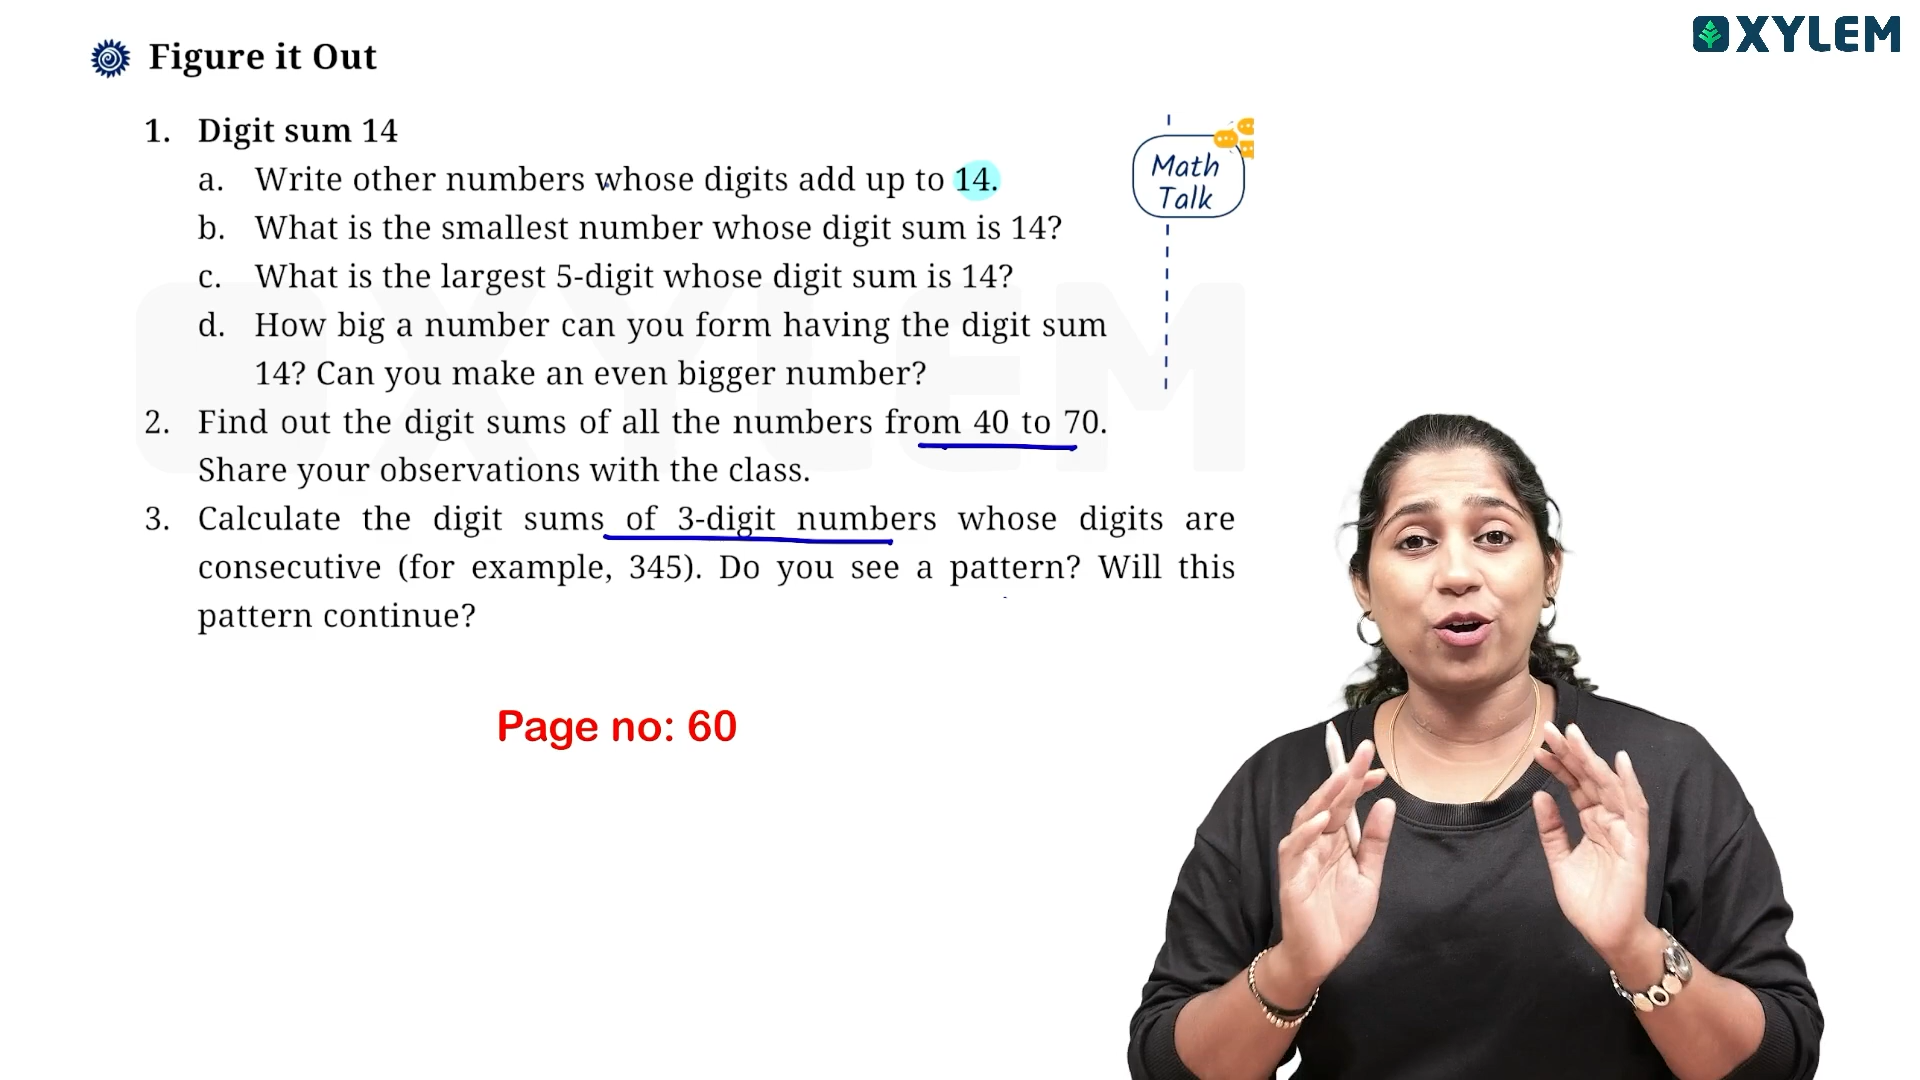 XYLEM
Figure it Out
1. Digit sum 14
a. Write other numbers whose digits add up to 14.
b. What is the smallest number whose digit sum is 14?
c. What is the largest 5-digit whose digit sum is 14?
d. How big a number can you form having the digit sum
14? Can you make an even bigger number?
2. Find out the digit sums of all the numbers from 40 to 70.
Share your observations with the class.
3. Calculate the digit sums of 3-digit numbers whose digits are
consecutive (for example, 345). Do you see a pattern? Will this
pattern continue?
Math
Talk
XYLEM
Page no: 60